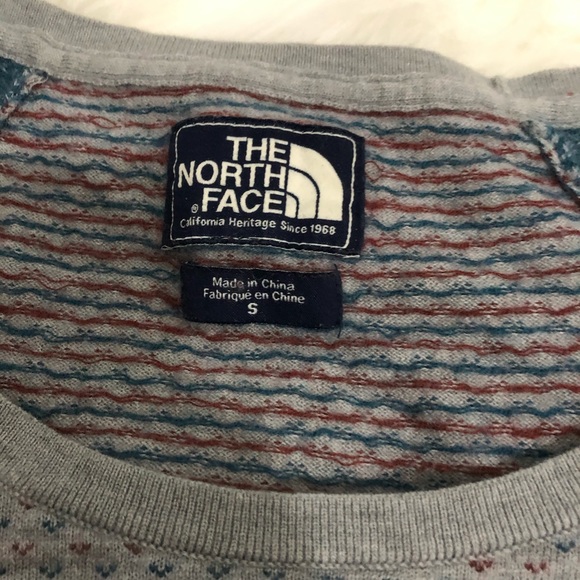 THE
NORTH
FACE
®
California Heritage Since 1968
Made in China
Fabriqué en Chine
S